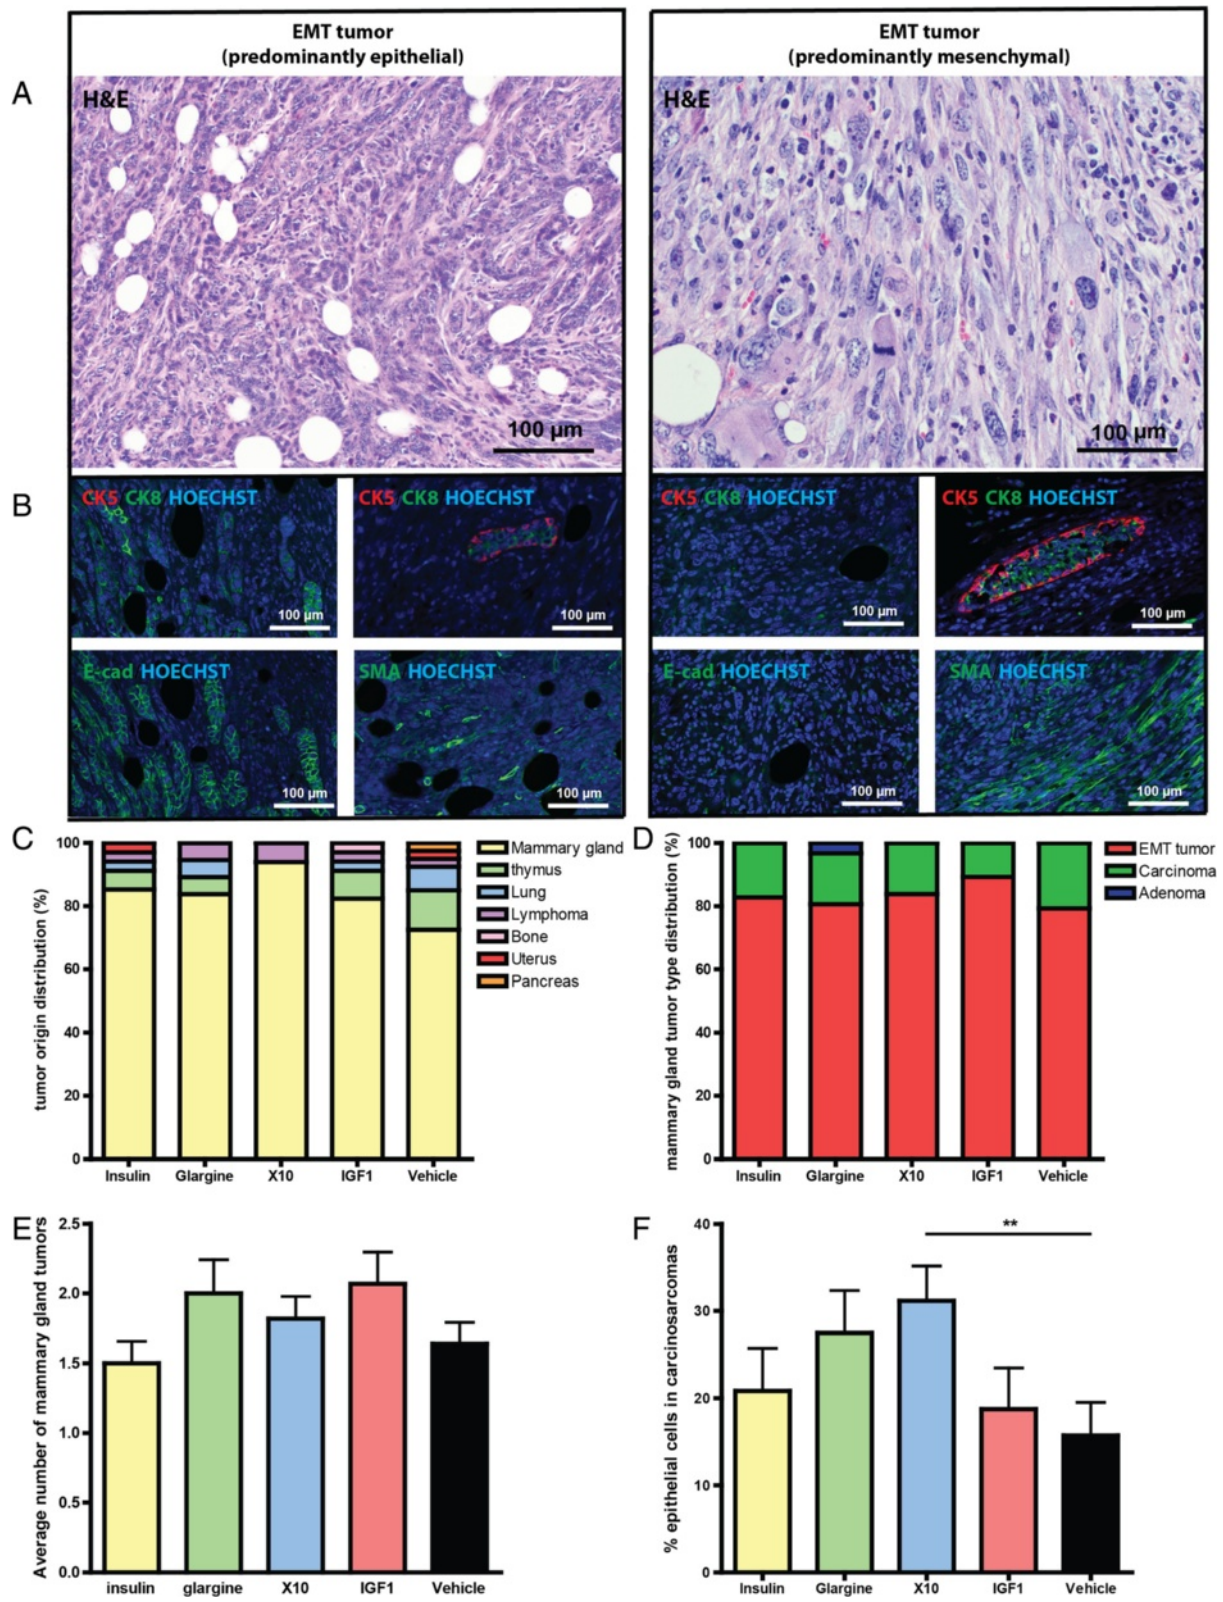 EMT tumor
(predominantly epithelial)
EMT tumor
(predominantly meschymal)
A
H&E
100 µm
H&E
100 µm
B
CK5 CK8 HOECHST
100 µm
CK5 CK8 HOECHST
100 µm
CK5 CK8 HOECHST
100 µm
CK5 CK8 HOECHST
100 µm
E-cad HOECHST
100 µm
SMA HOECHST
100 µm
E-cad HOECHST
100 µm
SMA HOECHST
100 µm
C
tumor origin distribution (%)
100
80
60
40
20
0
Insulin Glargine X10 IGF1 Vehicle
Mammary gland
thymus
Lung
Lymphoma
Bone
Uterus
Pancreas
D
mammary gland tumor type distribution (%)
100
80
60
40
20
0
Insulin Glargine X10 IGF1 Vehicle
EMT tumor
Carcinoma
Adenoma
E
Average number of mammary gland tumors
2.5
2.0
1.5
1.0
0.5
0.0
insulin glargine X10 IGF1 Vehicle
F
% epithelial cells in carcinosarcomas
40
30
20
10
0
**
Insulin Glargine X10 IGF1 Vehicle